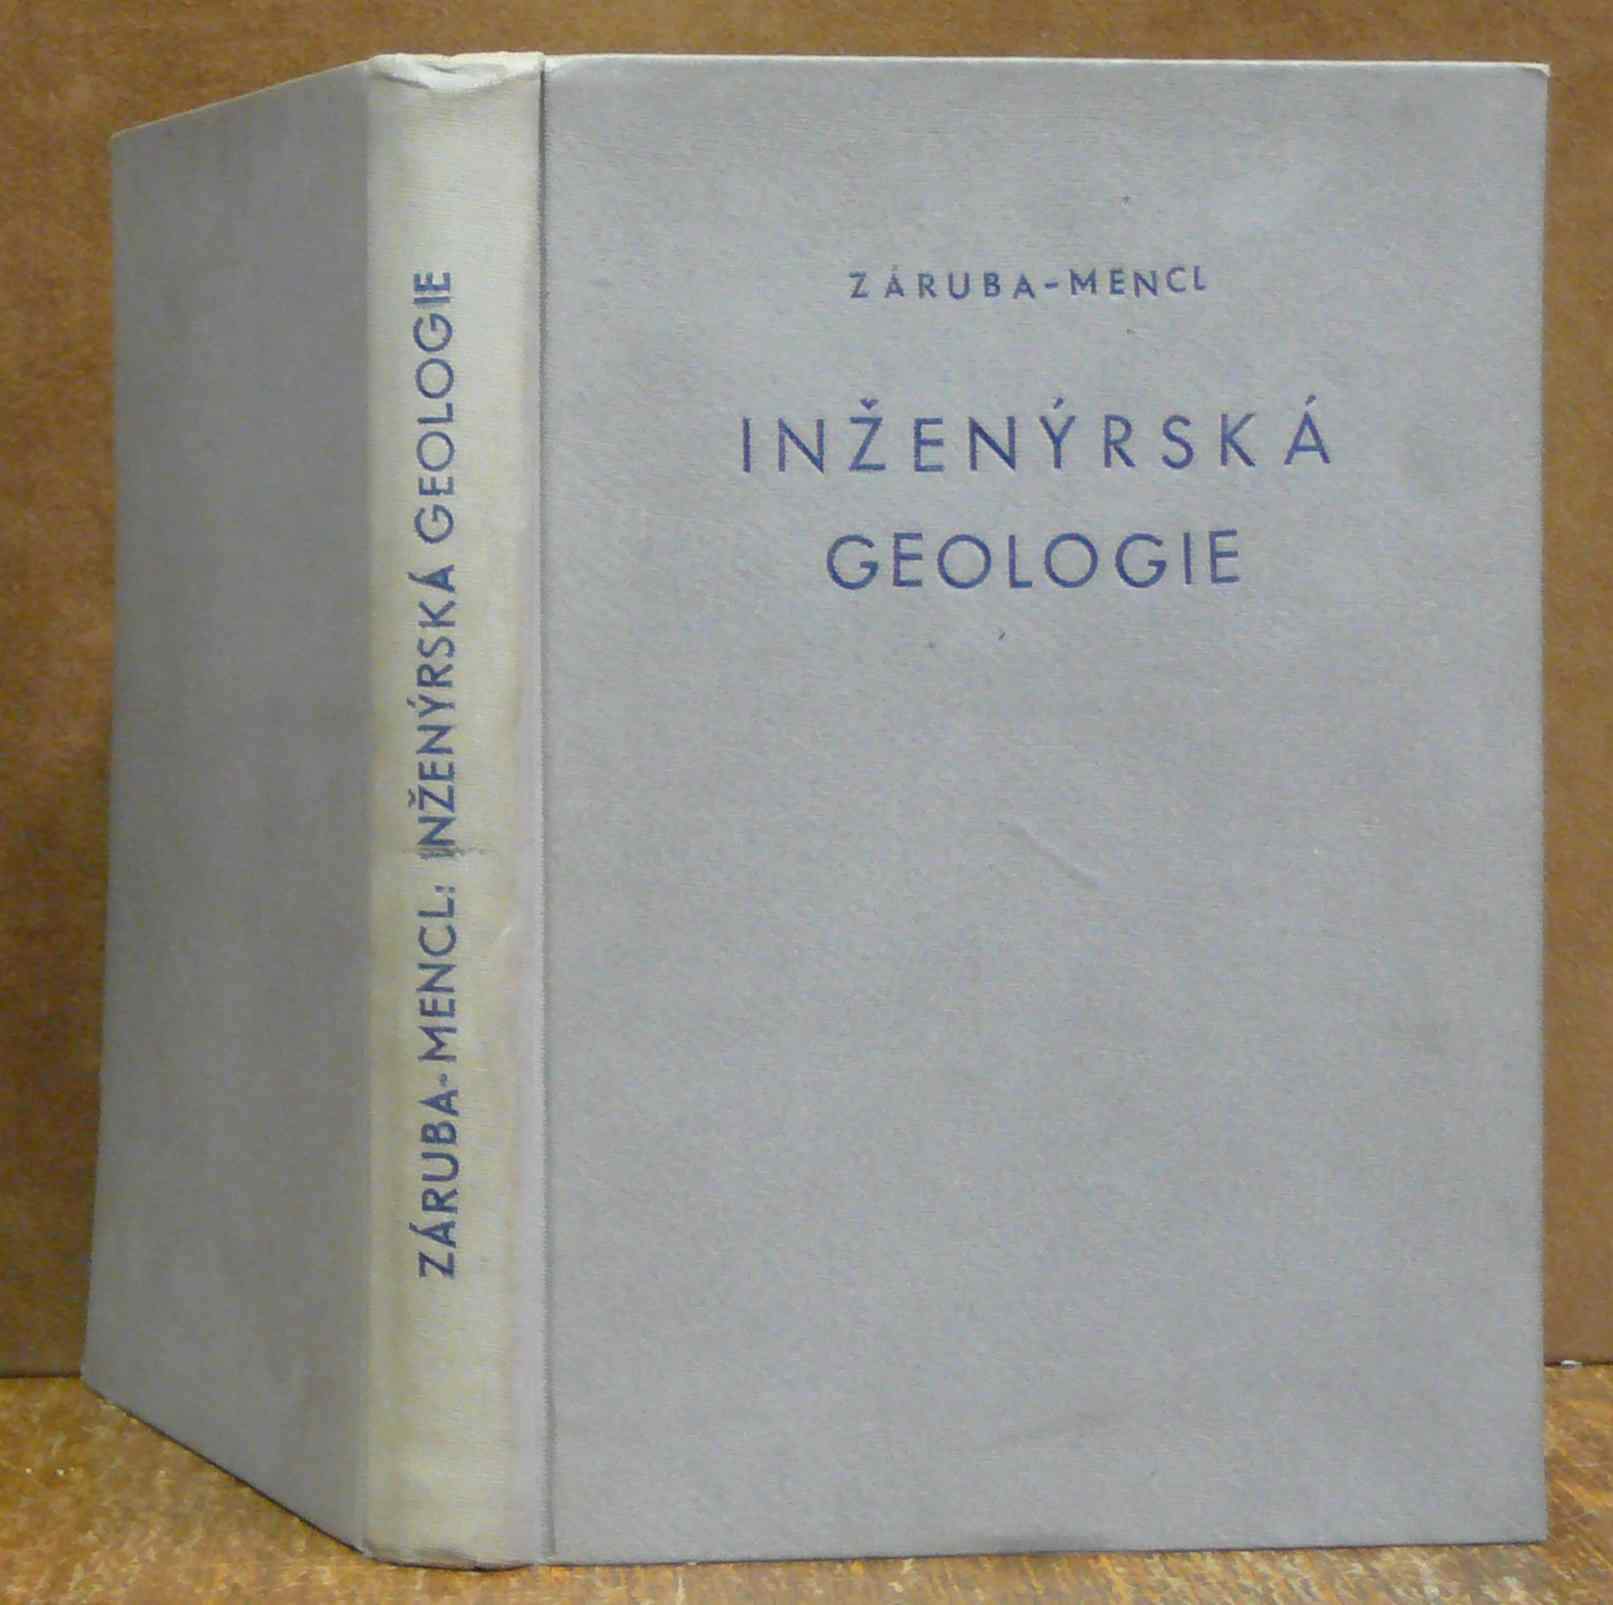 ZÁRUBA-MENCL: INŽENÝRSKÁ GEOLOGIE
ZÁRUBA-MENCL
INŽENÝRSKÁ
GEOLOGIE